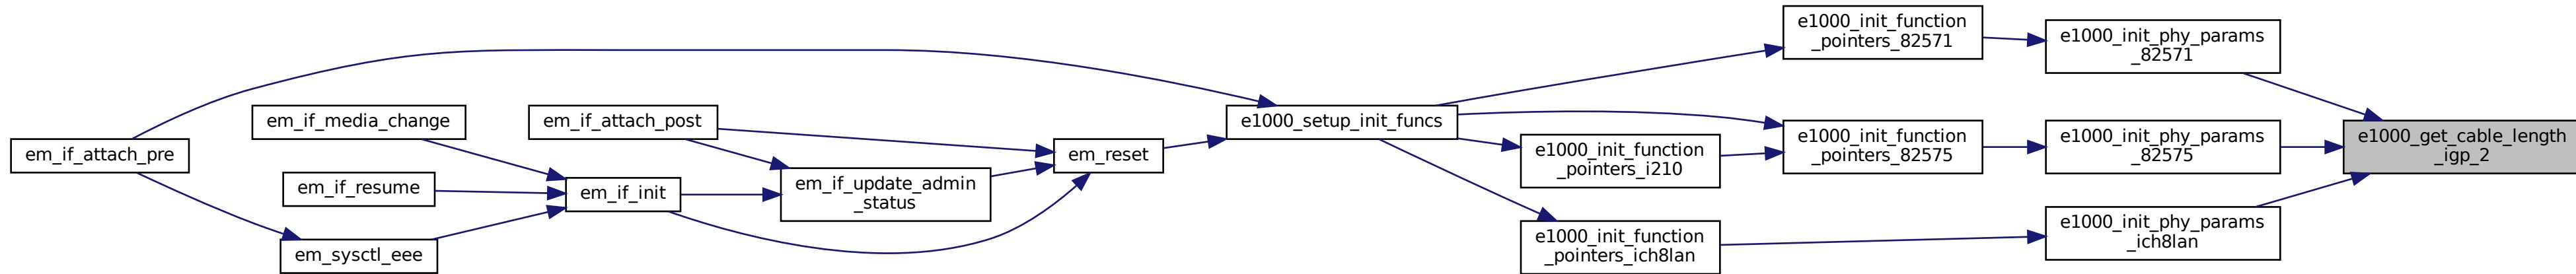 em_if_attach_pre
em_if_media_change
em_if_resume
em_sysctl_eee
em_if_attach_post
em_if_init
em_if_update_admin
_status
em_reset
e1000_setup_init_funcs
e1000_init_function
_pointers_i210
e1000_init_function
_pointers_ich8lan
e1000_init_function
_pointers_82571
e1000_init_function
_pointers_82575
e1000_init_phy_params
_82571
e1000_init_phy_params
_82575
e1000_init_phy_params
_ich8lan
e1000_get_cable_length
_igp_2